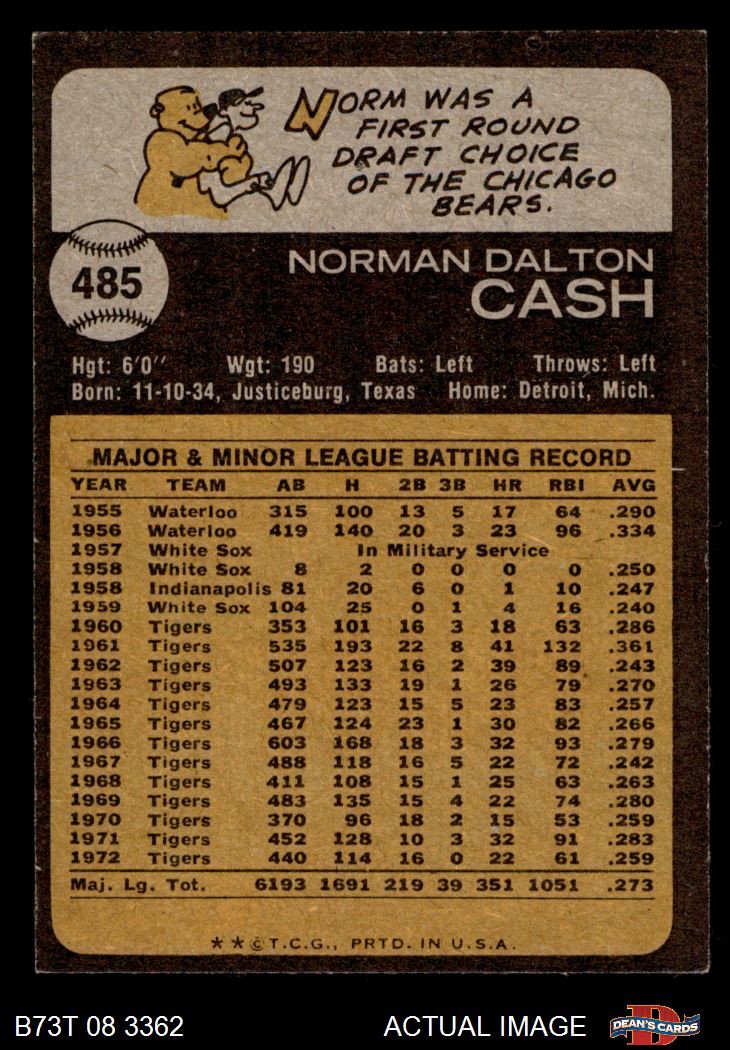 NORM WAS A
FIRST ROUND
DRAFT CHOICE
OF THE CHICAGO
BEARS.
485
NORMAN DALTON
CASH
Hgt: 6'0" Wgt: 190 Bats: Left Throws: Left
Born: 11-10-34, Justiceburg, Texas Home: Detroit, Mich.
MAJOR & MINOR LEAGUE BATTING RECORD
YEAR TEAM AB H 2B 3B HR RBI AVG
1955 Waterloo 315 100 13 5 17 64 .290
1956 Waterloo 419 140 20 3 23 96 .334
1957 White Sox In Military Service
1958 White Sox 8 2 0 0 0 0 .250
1958 Indianapolis 81 20 6 0 1 10 .247
1959 White Sox 104 25 0 1 4 16 .240
1960 Tigers 353 101 16 3 18 63 .286
1961 Tigers 535 193 22 8 41 132 .361
1962 Tigers 507 123 16 2 39 89 .243
1963 Tigers 493 133 19 1 26 79 .270
1964 Tigers 479 123 15 5 23 83 .257
1965 Tigers 467 124 23 1 30 82 .266
1966 Tigers 603 168 18 3 32 93 .279
1967 Tigers 488 118 16 5 22 72 .242
1968 Tigers 411 108 15 1 25 63 .263
1969 Tigers 483 135 15 4 22 74 .280
1970 Tigers 370 96 18 2 15 53 .259
1971 Tigers 452 128 10 3 32 91 .283
1972 Tigers 440 114 16 0 22 61 .259
Maj. Lg. Tot. 6193 1691 219 39 351 1051 .273
★★©T.C.G., PRTD. IN U.S.A.
B73T 08 3362 ACTUAL IMAGE DEAN'S CARDS